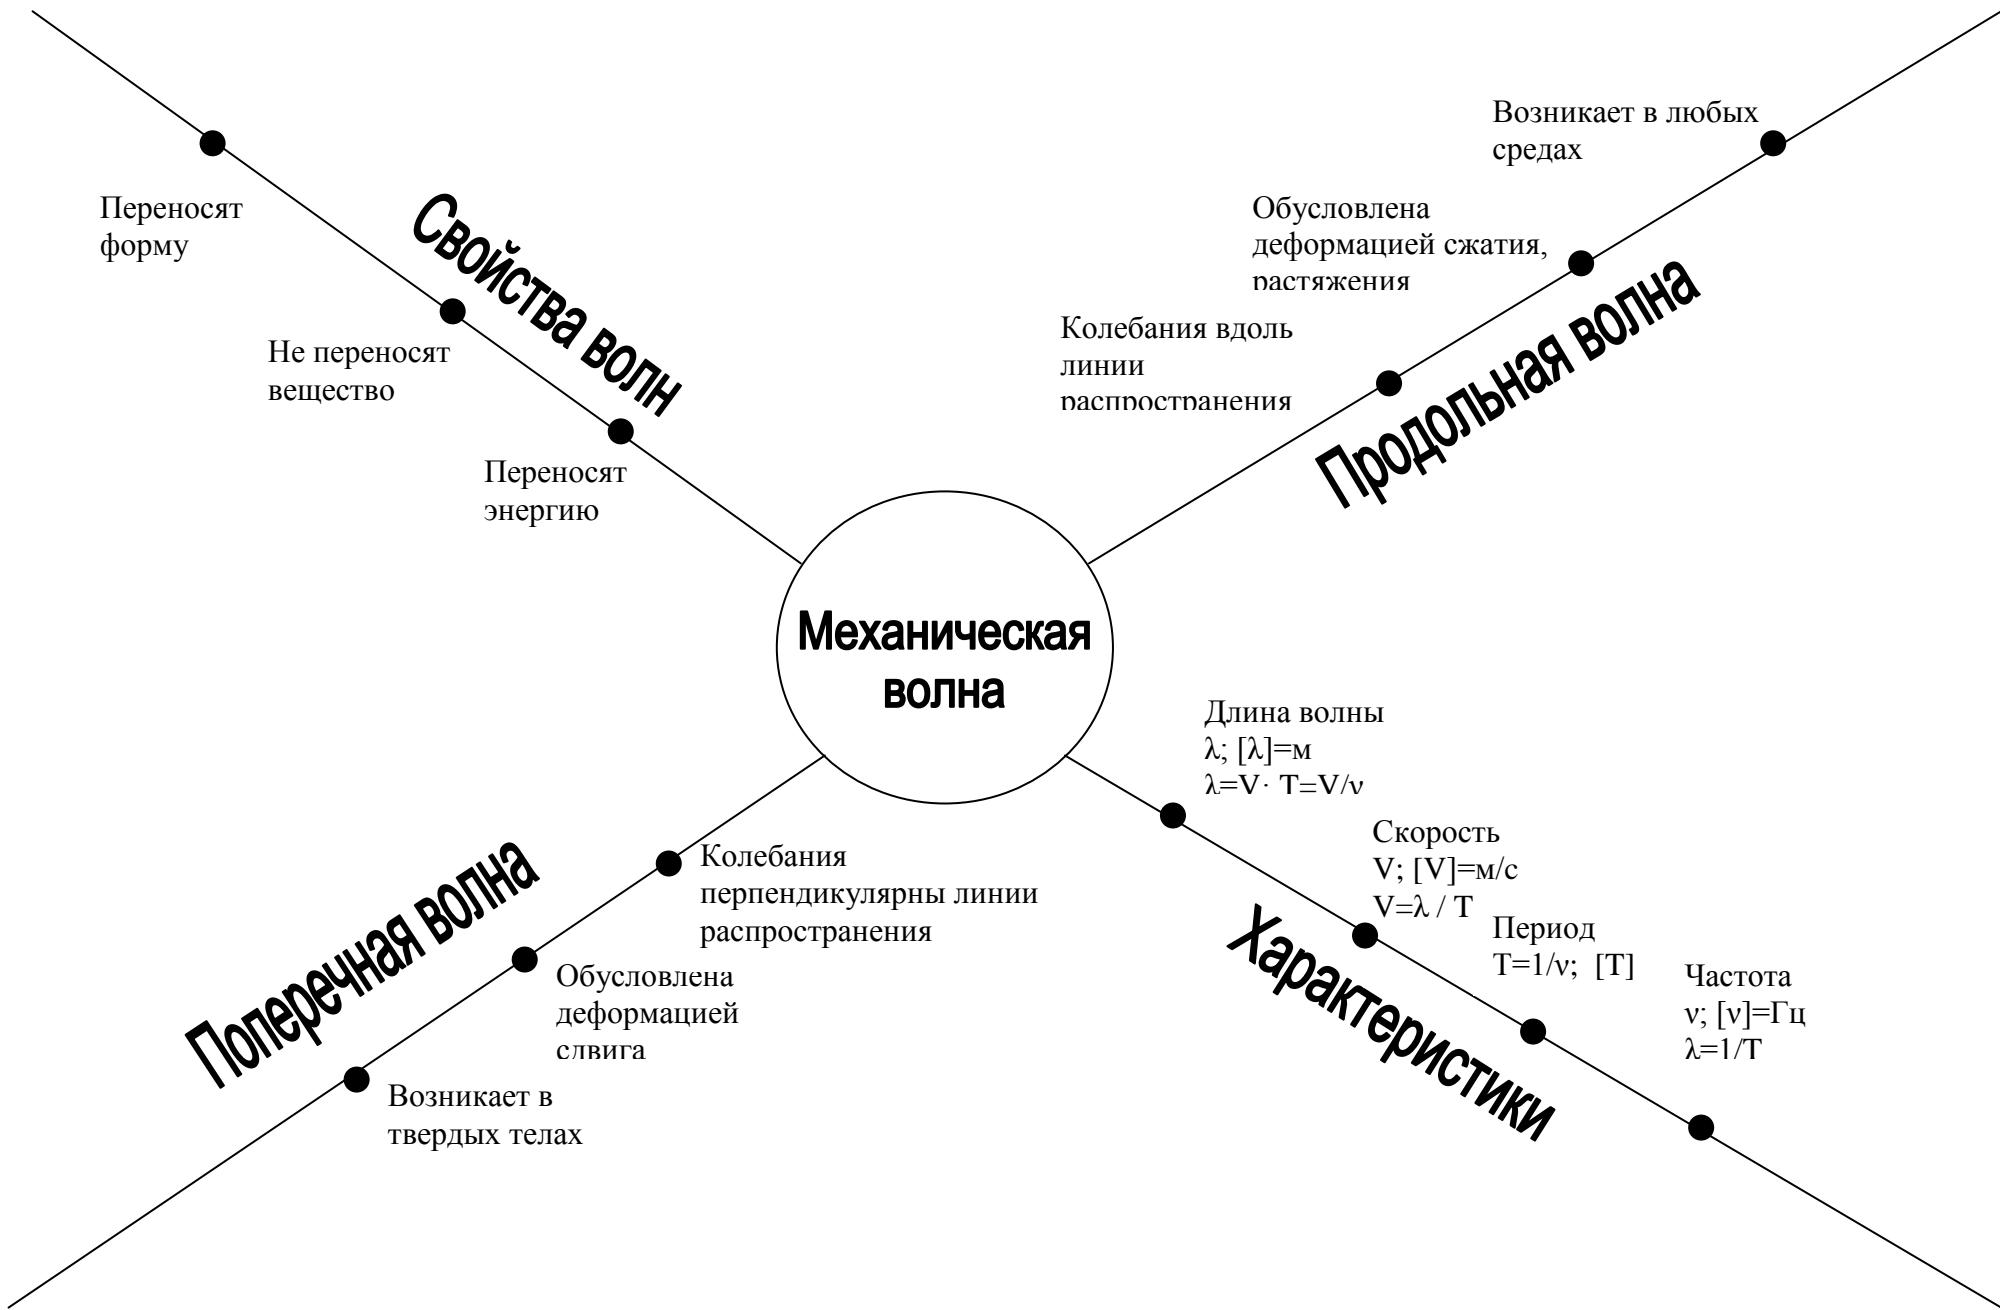 Возникает в любых
средах
Переносят
форму
Свойства волн
Обусловлена
деформацией сжатия,
растяжения
Продольная волна
Не переносят
вещество
Колебания вдоль
линии
распространения
Переносят
энергию
Механическая
волна
Длина волны
λ; [λ]=м
λ=V· T=V/ν
Скорость
V; [V]=м/с
V=λ / T
Период
T=1/ν; [T]
Частота
ν; [ν]=Гц
λ=1/T
Характеристики
Поперечная волна
Колебания
перпендикулярны линии
распространения
Обусловлена
деформацией
сдвига
Возникает в
твердых телах